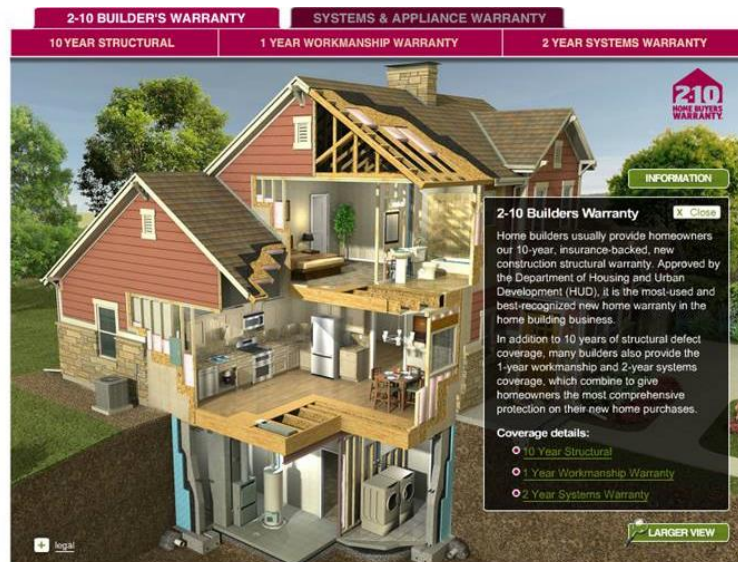 2-10 BUILDER'S WARRANTY
SYSTEMS & APPLIANCE WARRANTY
10 YEAR STRUCTURAL
1 YEAR WORKMANSHIP WARRANTY
2 YEAR SYSTEMS WARRANTY
2-10
HOME BUYERS
WARRANTY
INFORMATION
2-10 Builders Warranty
X Close
Home builders usually provide homeowners
our 10-year, insurance-backed, new
construction structural warranty. Approved by
the Department of Housing and Urban
Development (HUD), it is the most-used and
best-recognized new home warranty in the
home building business.
In addition to 10 years of structural defect
coverage, many builders also provide the
1-year workmanship and 2-year systems
coverage, which combine to give
homeowners the most comprehensive
protection on their new home purchases.
Coverage details:
10 Year Structural
1 Year Workmanship Warranty
2 Year Systems Warranty
+ legal
LARGER VIEW